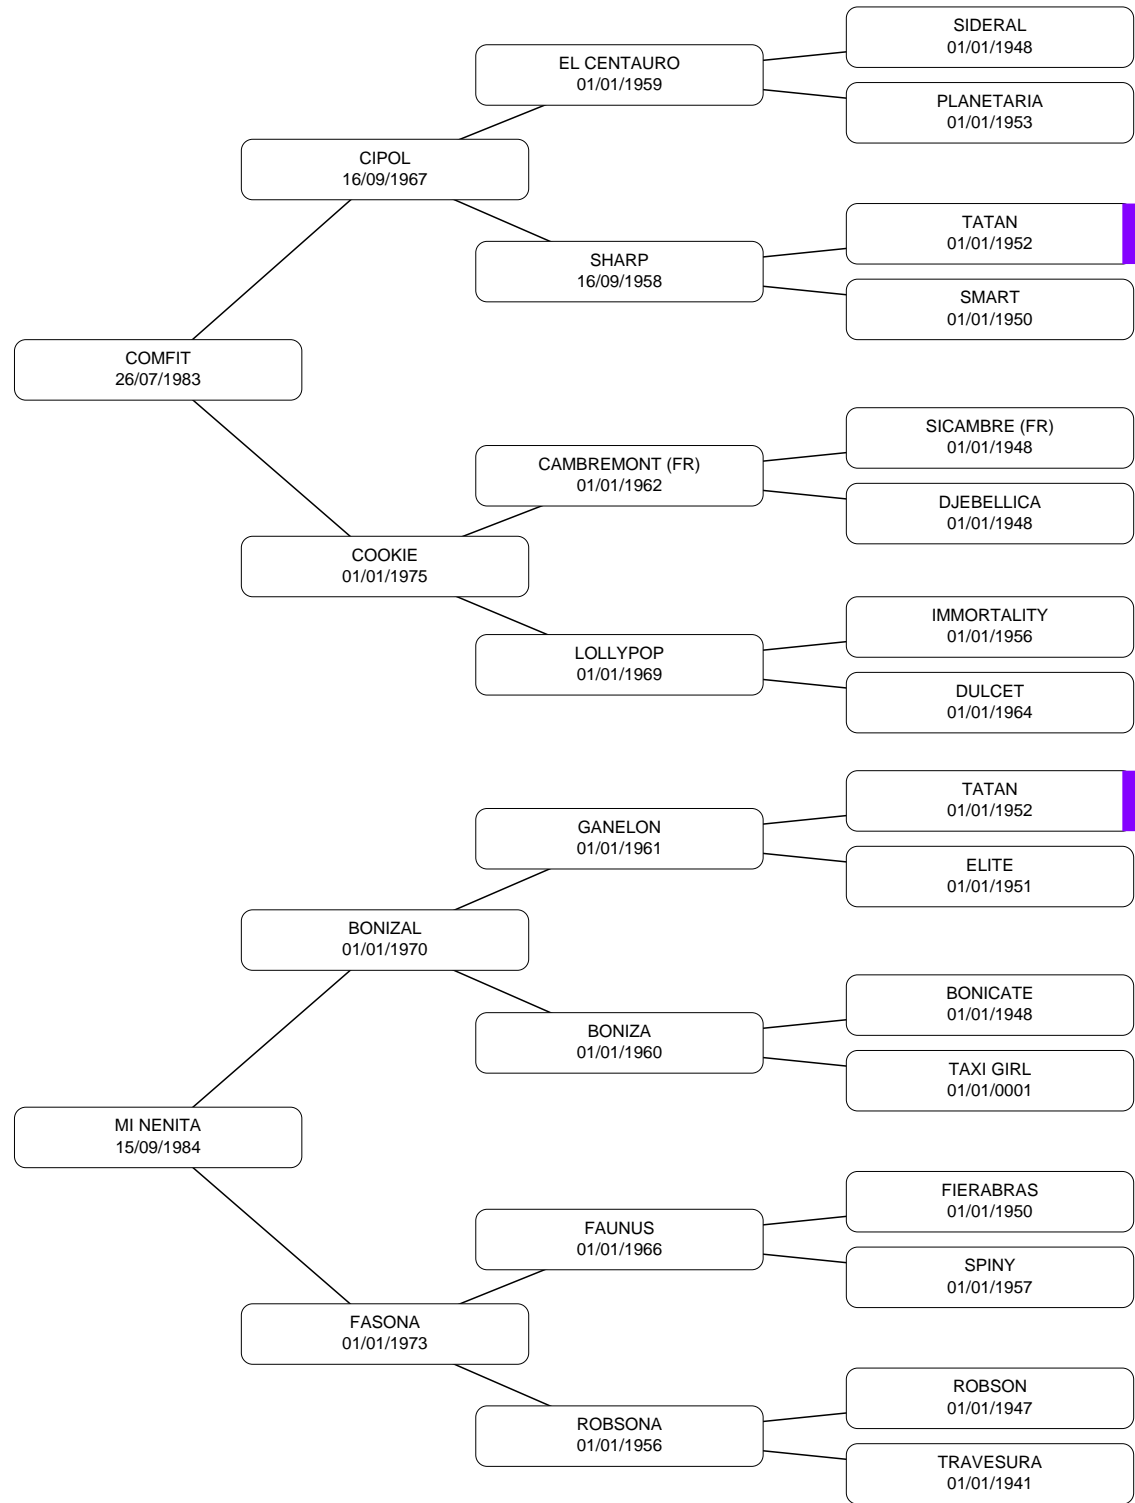 SIDERAL
01/01/1948
EL CENTAURO
01/01/1959
PLANETARIA
01/01/1953
CIPOL
16/09/1967
TATAN
01/01/1952
SHARP
16/09/1958
SMART
01/01/1950
COMFIT
26/07/1983
SICAMBRE (FR)
01/01/1948
CAMBREMONT (FR)
01/01/1962
DJEBELLICA
01/01/1948
COOKIE
01/01/1975
IMMORTALITY
01/01/1956
LOLLYPOP
01/01/1969
DULCET
01/01/1964
TATAN
01/01/1952
GANELON
01/01/1961
ELITE
01/01/1951
BONIZAL
01/01/1970
BONICATE
01/01/1948
BONIZA
01/01/1960
TAXI GIRL
01/01/0001
MI NENITA
15/09/1984
FIERABRAS
01/01/1950
FAUNUS
01/01/1966
SPINY
01/01/1957
FASONA
01/01/1973
ROBSON
01/01/1947
ROBSONA
01/01/1956
TRAVESURA
01/01/1941